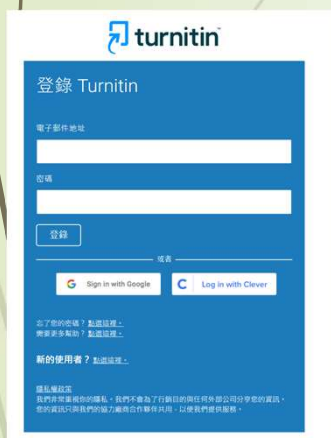 turnitin
登錄 Turnitin
電子郵件地址
密碼
登錄
或者
Sign in with Google
Log in with Clever
忘了您的密碼？點選這裡。
需要更多幫助？點選這裡。
新的使用者？點選這裡。
隱私權政策
我們非常重視你的隱私。我們不會為了行銷目的與任何外部公司分享您的資訊。
您的資訊只與我們的協力廠商合作夥伴共用，以便我們提供服務。